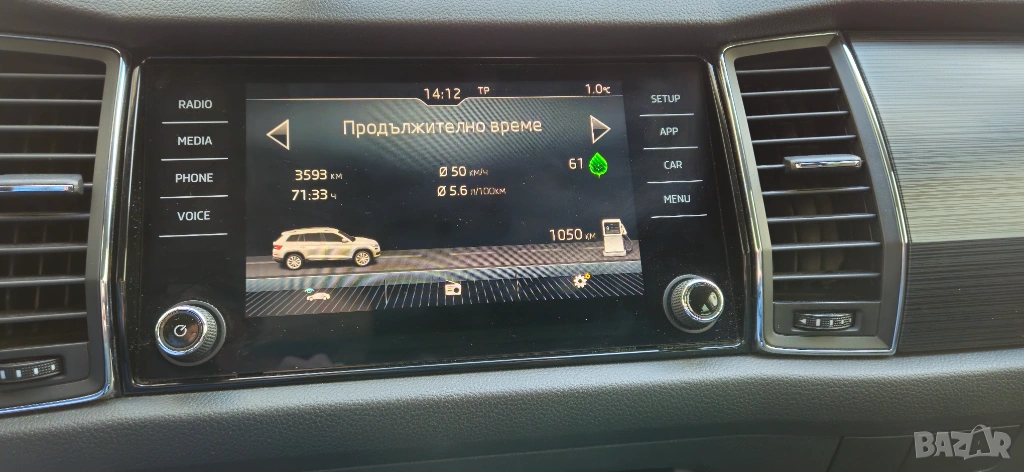 14:12 TP 1.0°C
RADIO
MEDIA
PHONE
VOICE
Продължително време
3593 км
71:33 ч
Ø 50 км/ч
Ø 5.6 л/100км
61
1050 км
SETUP
APP
CAR
MENU
BAZAR